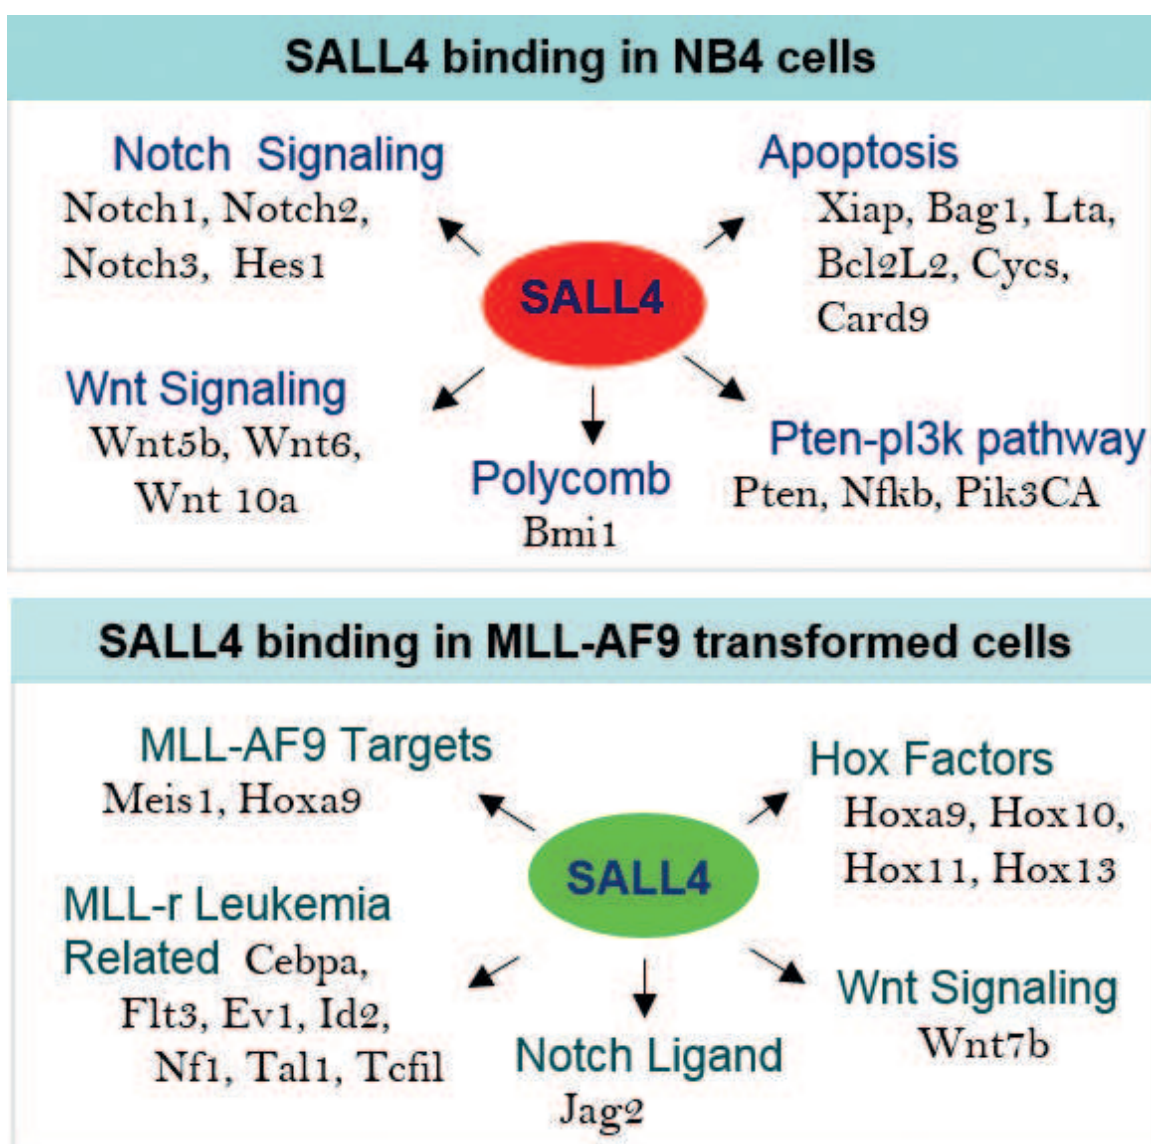 SALL4 binding in NB4 cells
Notch Signaling
Notch1, Notch2,
Notch3, Hes1
Apoptosis
Xiap, Bag1, Lta,
Bcl2L2, Cycs,
Card9
SALL4
Wnt Signaling
Wnt5b, Wnt6,
Wnt 10a
Polycomb
Bmi1
Pten-pI3k pathway
Pten, Nfkb, Pik3CA
SALL4 binding in MLL-AF9 transformed cells
MLL-AF9 Targets
Meis1, Hoxa9
Hox Factors
Hoxa9, Hox10,
Hox11, Hox13
SALL4
MLL-r Leukemia
Related Cebpa,
Flt3, Ev1, Id2,
Nf1, Tal1, Tcfil
Notch Ligand
Jag2
Wnt Signaling
Wnt7b